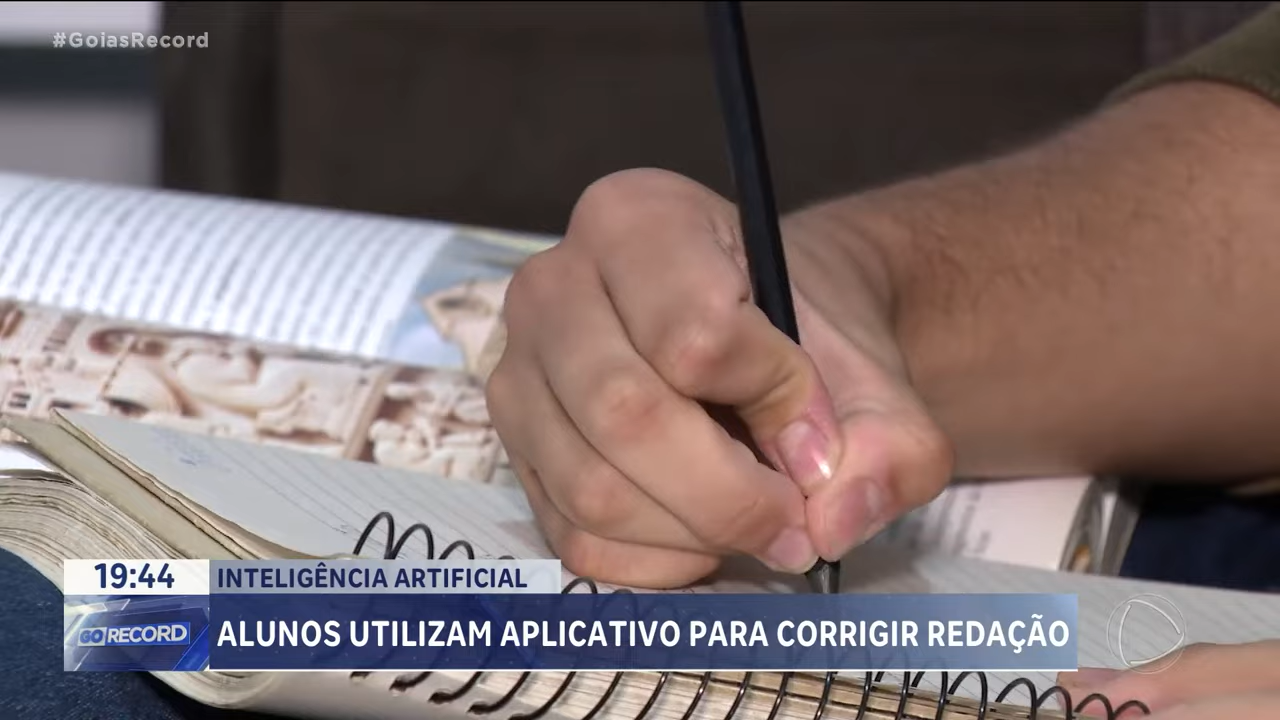 #GoiasRecord
19:44
INTELIGÊNCIA ARTIFICIAL
GO RECORD
ALUNOS UTILIZAM APLICATIVO PARA CORRIGIR REDAÇÃO